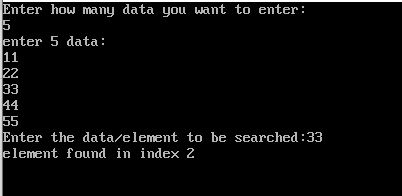 Enter how many data you want to enter:
5
enter 5 data:
11
22
33
44
55
Enter the data/element to be searched:33
element found in index 2